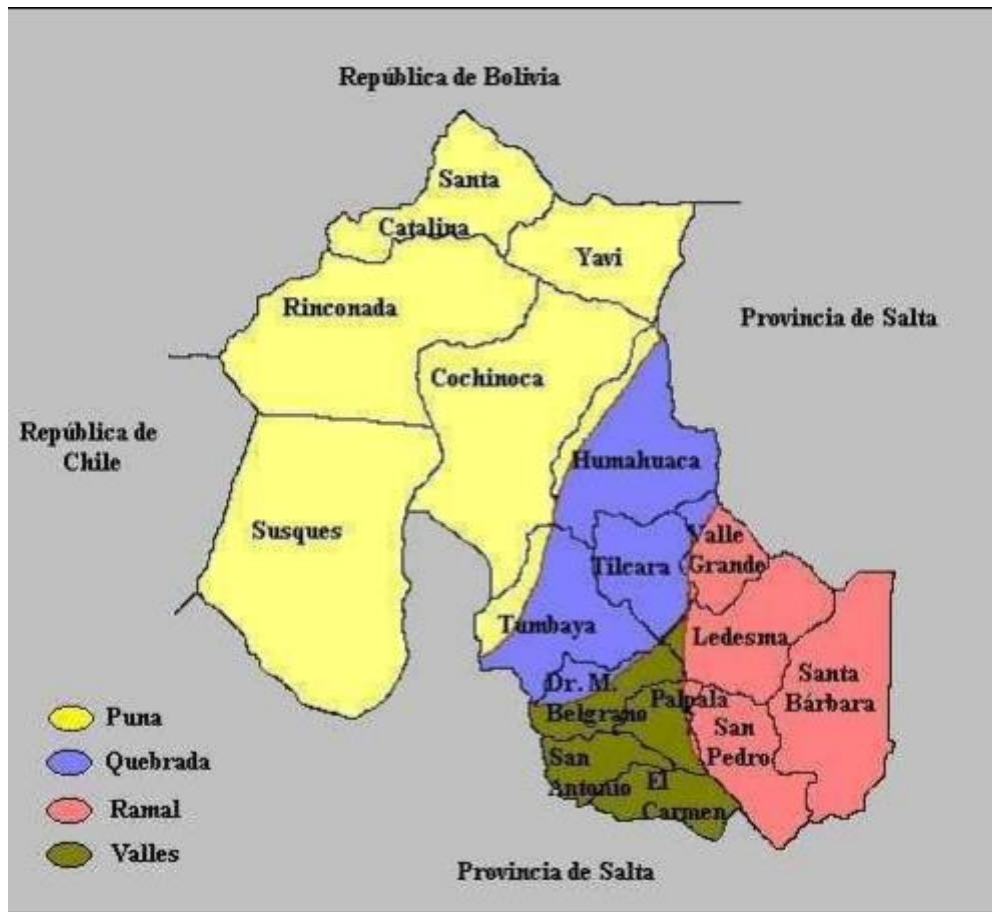 República de Bolivia
Santa
Catalina
Yavi
Rinconada
Provincia de Salta
Cochinoca
República de
Chile
Humahuaca
Susques
Valle
Grande
Tilcara
Tumbaya
Ledesma
Santa
Bárbara
Dr. M.
Belgrano
Palpala
San
Pedro
San
Antonio
El
Carmen
Puna
Quebrada
Ramal
Valles
Provincia de Salta